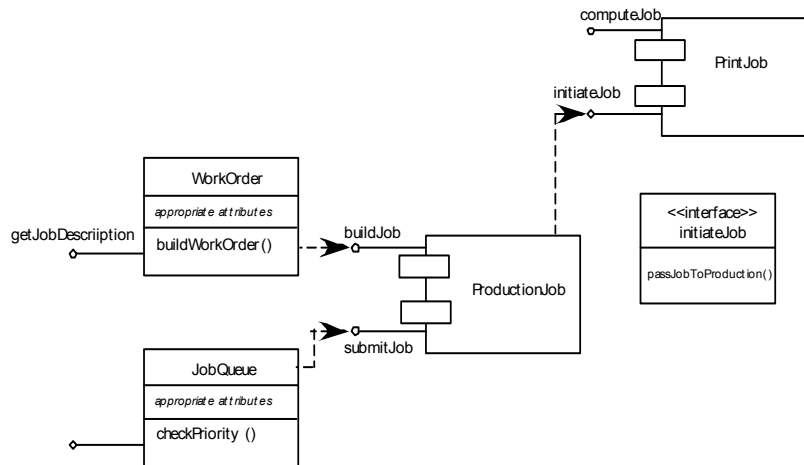 computeJob
PrintJob
initiateJob
WorkOrder
appropriate attributes
getJobDescriiption
buildWorkOrder()
buildJob
<<interface>>
initiateJob
passJobToProduction()
ProductionJob
submitJob
JobQueue
appropriate attributes
checkPriority ()